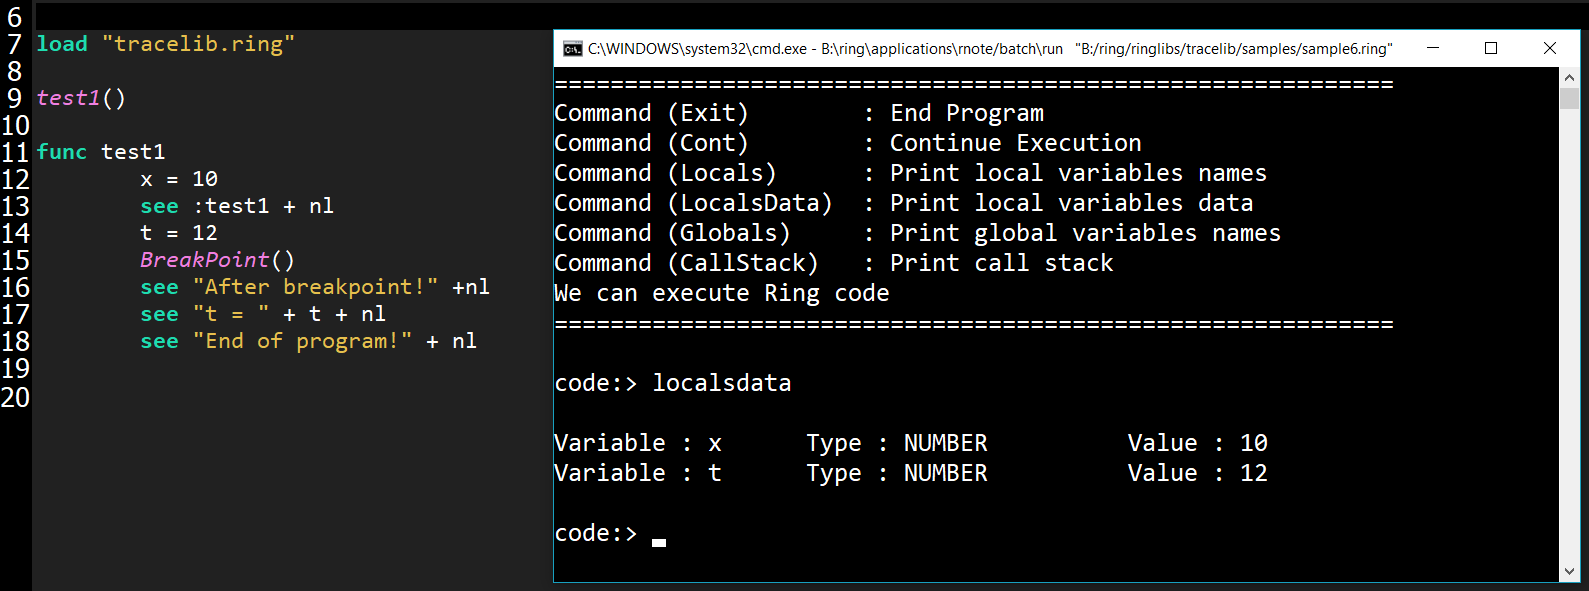 6
7 load "tracelib.ring"
8
9 test1()
10
11 func test1
12 x = 10
13 see :test1 + nl
14 t = 12
15 BreakPoint()
16 see "After breakpoint!" +nl
17 see "t = " + t + nl
18 see "End of program!" + nl
19
20
C:\WINDOWS\system32\cmd.exe - B:\ring\applications\rnote/batch\run "B:/ring/ringlibs/tracelib/samples/sample6.ring"
============================================================
Command (Exit) : End Program
Command (Cont) : Continue Execution
Command (Locals) : Print local variables names
Command (LocalsData) : Print local variables data
Command (Globals) : Print global variables names
Command (CallStack) : Print call stack
We can execute Ring code
============================================================
code:> localsdata
Variable : x Type : NUMBER Value : 10
Variable : t Type : NUMBER Value : 12
code:>